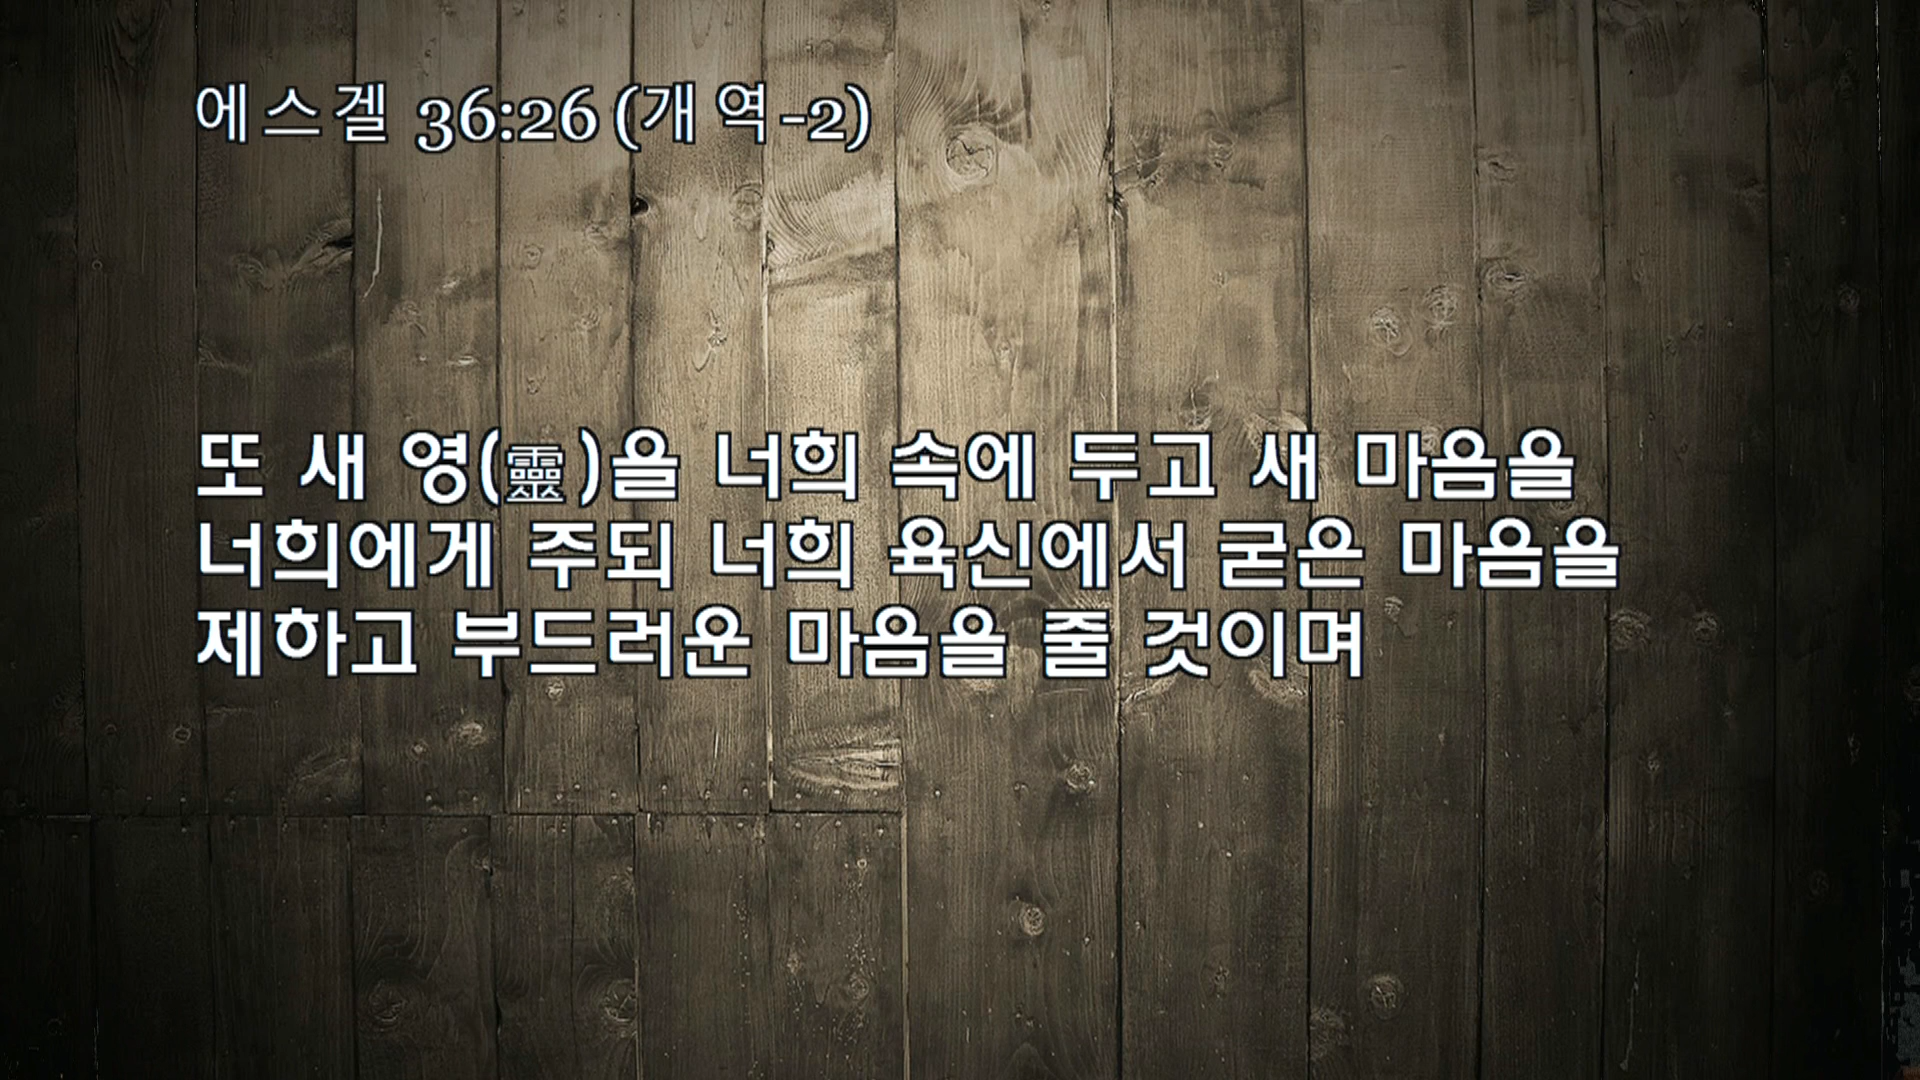 에스겔 36:26 (개역-2)
또 새 영(靈)을 너희 속에 두고 새 마음을
너희에게 주되 너희 육신에서 굳은 마음을
제하고 부드러운 마음을 줄 것이며